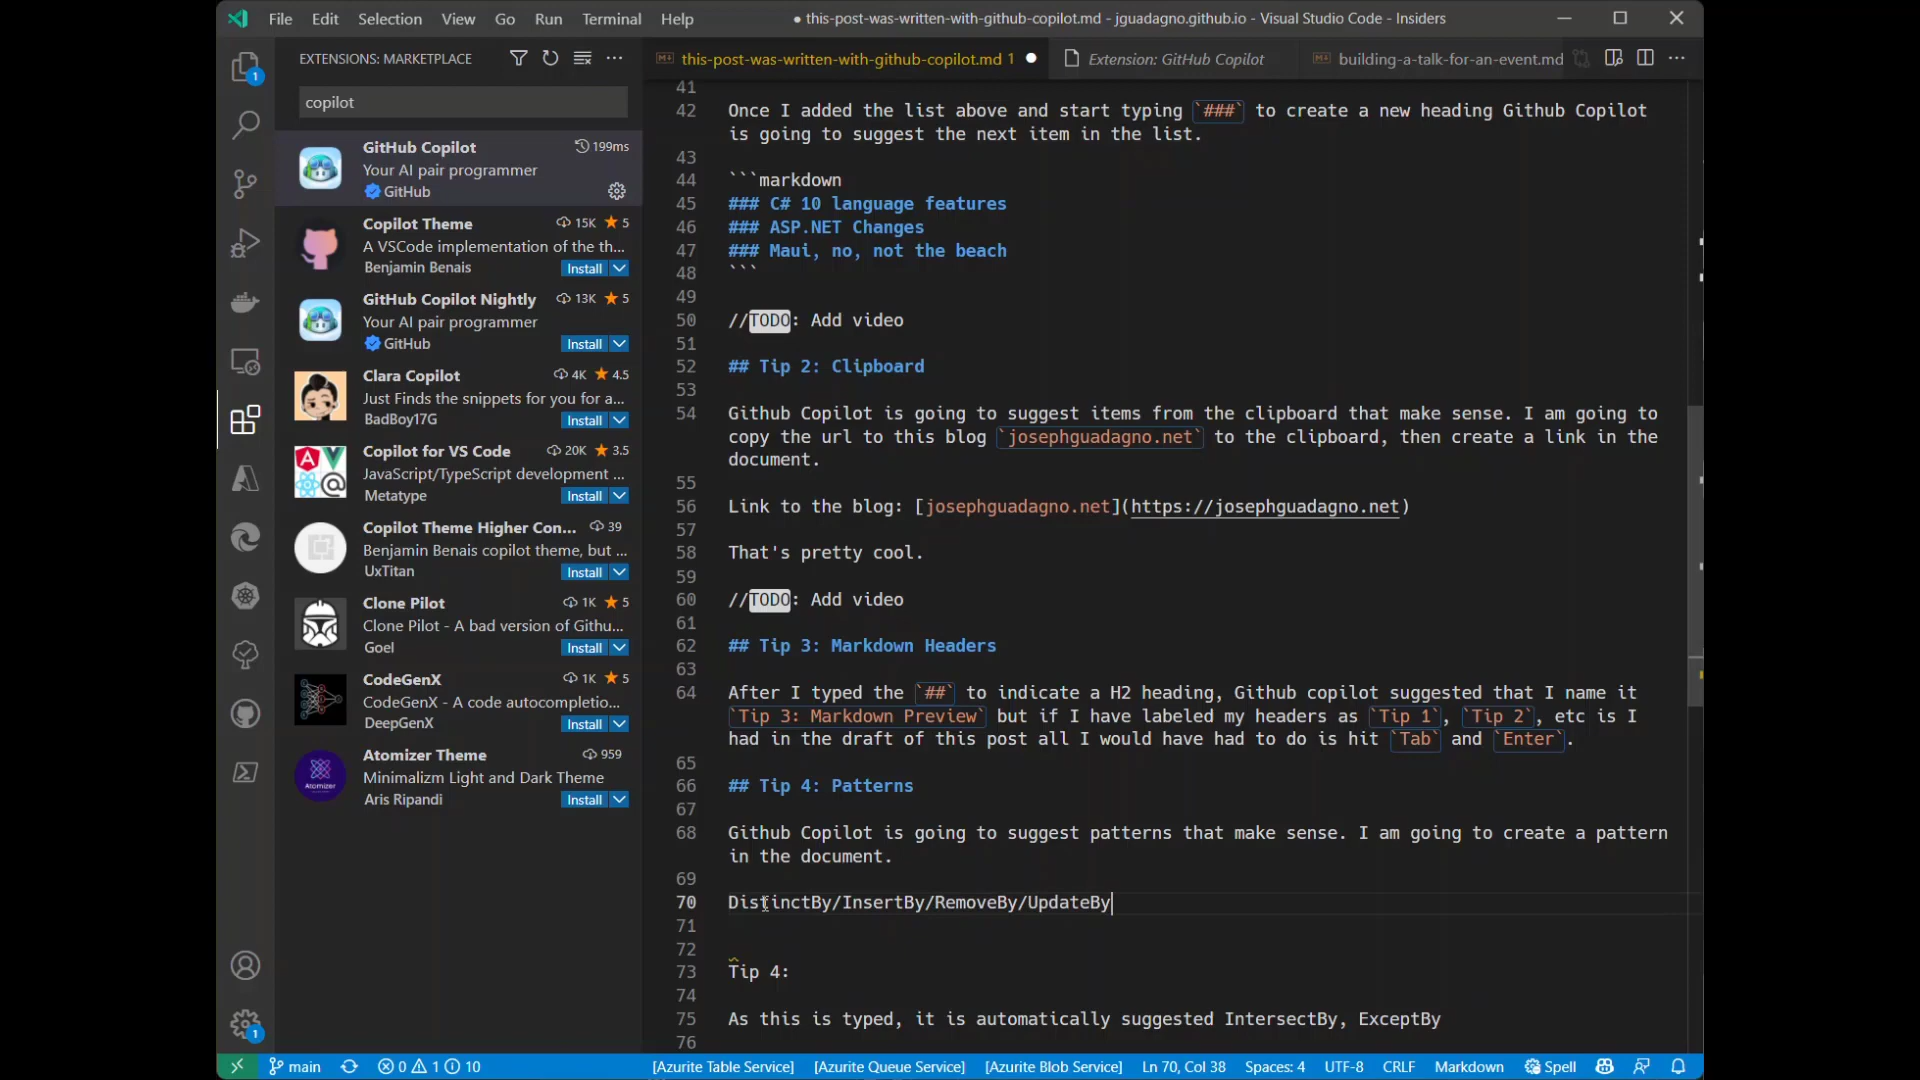 File Edit Selection View Go Run Terminal Help
● this-post-was-written-with-github-copilot.md - jguadagno.github.io - Visual Studio Code - Insiders
EXTENSIONS: MARKETPLACE
this-post-was-written-with-github-copilot.md 1
Extension: GitHub Copilot
building-a-talk-for-an-event.md
copilot
1
GitHub Copilot 199ms
Your AI pair programmer
GitHub
Copilot Theme 15K 5
A VSCode implementation of the th...
Benjamin Benais Install
GitHub Copilot Nightly 13K 5
Your AI pair programmer
GitHub Install
Clara Copilot 4K 4.5
Just Finds the snippets for you for a...
BadBoy17G Install
Copilot for VS Code 20K 3.5
JavaScript/TypeScript development ...
Metatype Install
Copilot Theme Higher Con... 39
Benjamin Benais copilot theme, but ...
UxTitan Install
Clone Pilot 1K 5
Clone Pilot - A bad version of Githu...
Goel Install
CodeGenX 1K 5
CodeGenX - A code autocompletio...
DeepGenX Install
Atomizer Theme 959
Minimalizm Light and Dark Theme
Atomizer
Aris Ripandi Install
1
41
42 Once I added the list above and start typing `###` to create a new heading Github Copilot
is going to suggest the next item in the list.
43
44 ```markdown
45 ### C# 10 language features
46 ### ASP.NET Changes
47 ### Maui, no, not the beach
48 ```
49
50 //TODO: Add video
51
52 ## Tip 2: Clipboard
53
54 Github Copilot is going to suggest items from the clipboard that make sense. I am going to
copy the url to this blog `josephguadagno.net` to the clipboard, then create a link in the
document.
55
56 Link to the blog: [josephguadagno.net](https://josephguadagno.net)
57
58 That's pretty cool.
59
60 //TODO: Add video
61
62 ## Tip 3: Markdown Headers
63
64 After I typed the `##` to indicate a H2 heading, Github copilot suggested that I name it
`Tip 3: Markdown Preview` but if I have labeled my headers as `Tip 1`, `Tip 2`, etc is I
had in the draft of this post all I would have had to do is hit `Tab` and `Enter`.
65
66 ## Tip 4: Patterns
67
68 Github Copilot is going to suggest patterns that make sense. I am going to create a pattern
in the document.
69
70 DistinctBy/InsertBy/RemoveBy/UpdateBy
71
72
73 Tip 4:
74
75 As this is typed, it is automatically suggested IntersectBy, ExceptBy
76
main 0 1 10 [Azurite Table Service] [Azurite Queue Service] [Azurite Blob Service] Ln 70, Col 38 Spaces: 4 UTF-8 CRLF Markdown Spell